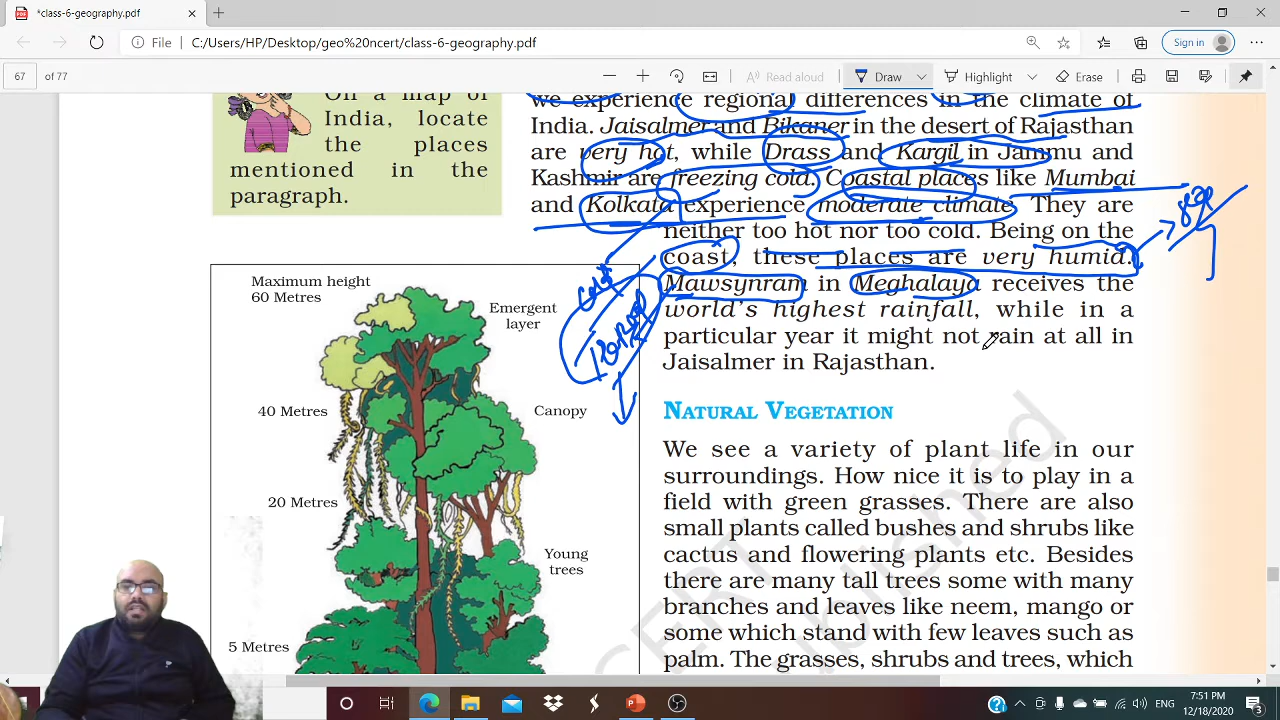 *class-6-geography.pdf
File
C:/Users/HP/Desktop/geo%20ncert/class-6-geography.pdf
Sign in
67
of 77
Read aloud
Draw
Highlight
Erase
On a map of
India, locate
the places
mentioned in the
paragraph.
we experience regional differences in the climate of
India. Jaisalmer and Bikaner in the desert of Rajasthan
are very hot, while Drass and Kargil in Jammu and
Kashmir are freezing cold. Coastal places like Mumbai
and Kolkata experience moderate climate. They are
neither too hot nor too cold. Being on the
coast, these places are very humid.
Mawsynram in Meghalaya receives the
world's highest rainfall, while in a
particular year it might not rain at all in
Jaisalmer in Rajasthan.
Maximum height
60 Metres
Emergent
layer
40 Metres
Canopy
20 Metres
Young
trees
5 Metres
NATURAL VEGETATION
We see a variety of plant life in our
surroundings. How nice it is to play in a
field with green grasses. There are also
small plants called bushes and shrubs like
cactus and flowering plants etc. Besides
there are many tall trees some with many
branches and leaves like neem, mango or
some which stand with few leaves such as
palm. The grasses, shrubs and trees, which
7:51 PM
12/18/2020
3